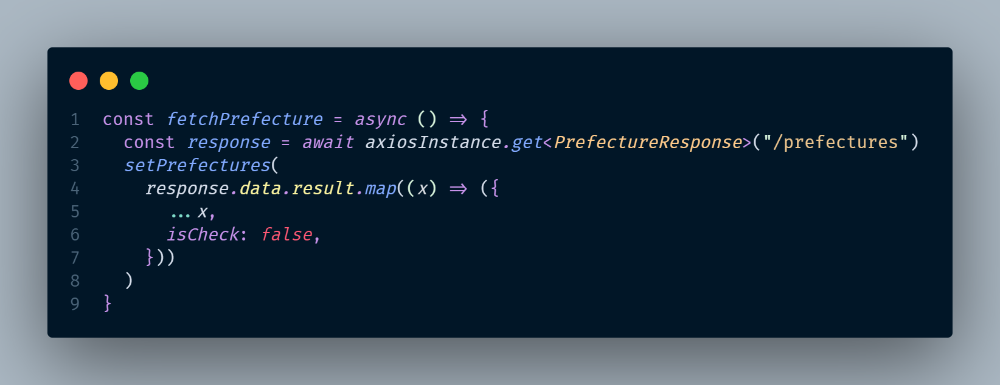 1 const fetchPrefecture = async () => {
2   const response = await axiosInstance.get<PrefectureResponse>("/prefectures")
3   setPrefectures(
4     response.data.result.map((x) => ({
5       ...x,
6       isCheck: false,
7     }))
8   )
9 }